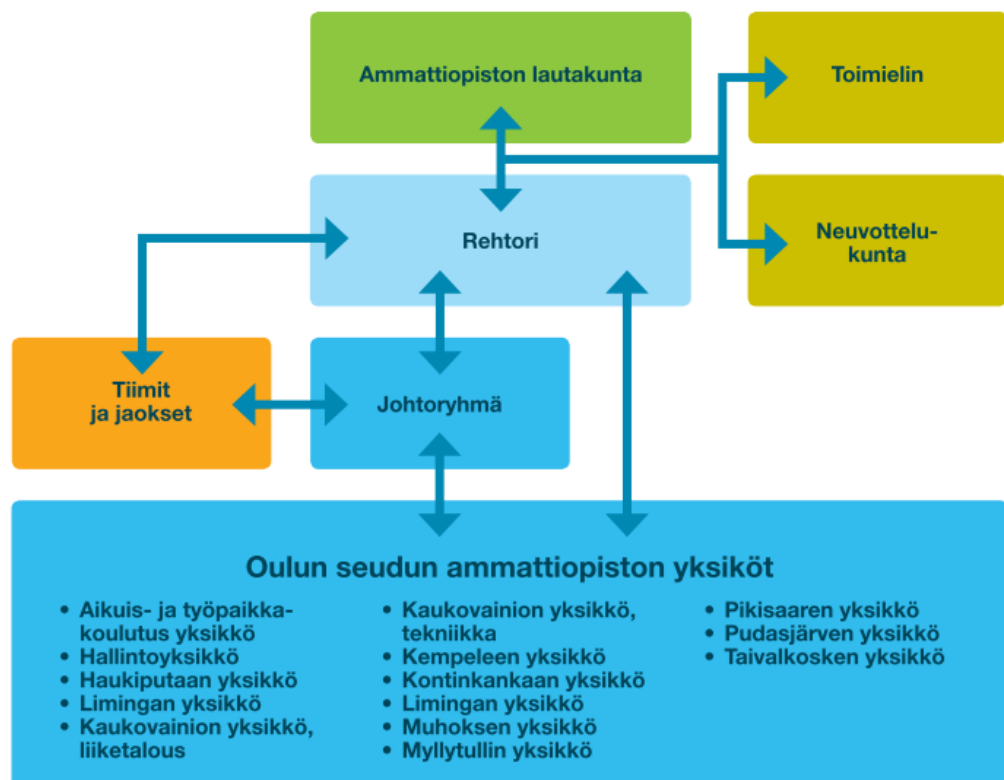 Ammattiopiston lautakunta
Toimielin
Rehtori
Neuvottelu-
kunta
Tiimit
ja jaokset
Johtoryhmä
Oulun seudun ammattiopiston yksiköt
• Aikuis- ja työpaikka-
koulutus yksikkö
• Hallintoyksikkö
• Haukiputaan yksikkö
• Limingan yksikkö
• Kaukovainion yksikkö,
liiketalous
• Kaukovainion yksikkö,
tekniikka
• Kempeleen yksikkö
• Kontinkankaan yksikkö
• Limingan yksikkö
• Muhoksen yksikkö
• Myllytullin yksikkö
• Pikisaaren yksikkö
• Pudasjärven yksikkö
• Taivalkosken yksikkö